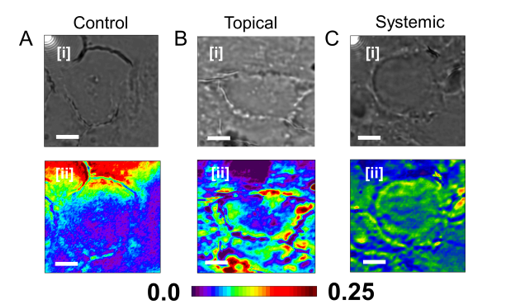 Control
Topical
Systemic
A
B
C
[i]
[i]
[i]
[ii]
[ii]
[ii]
0.0
0.25